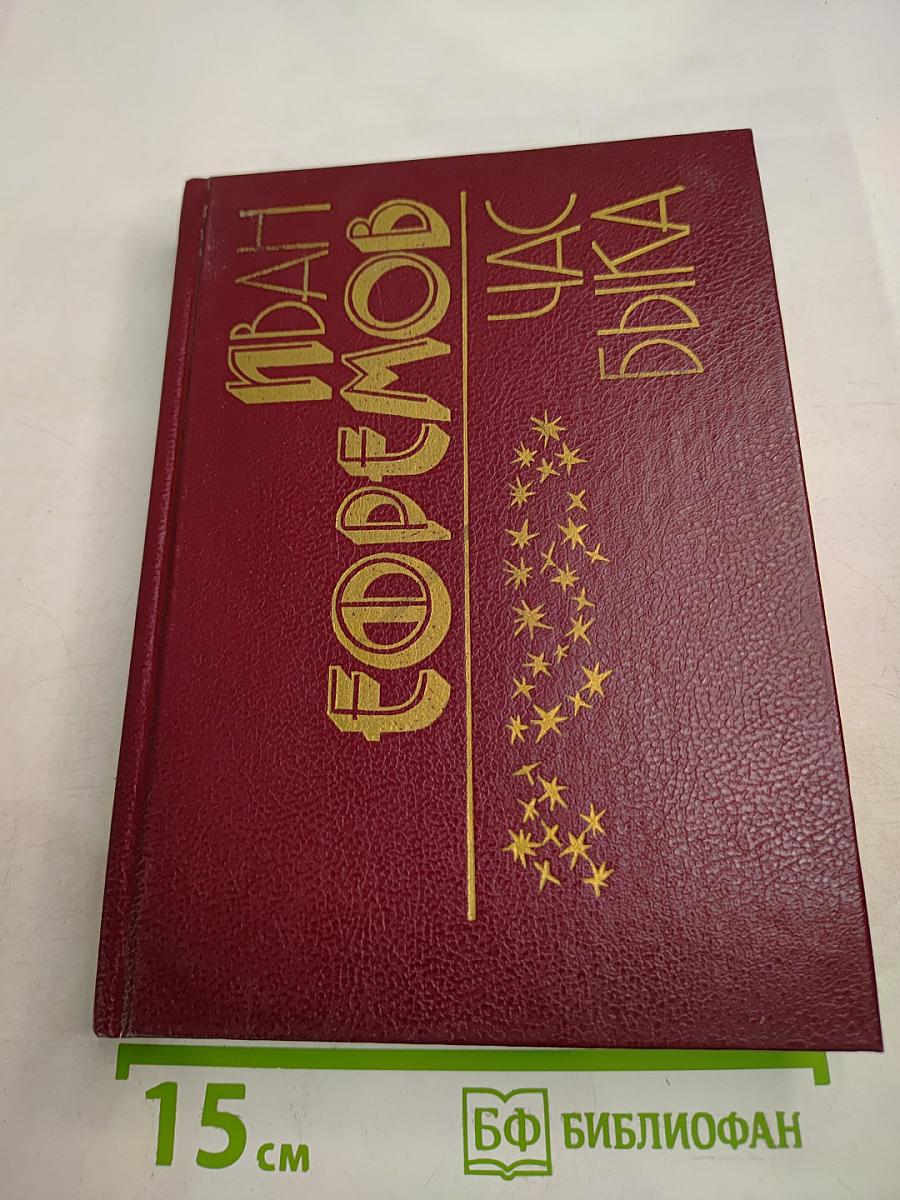 ИВАН
ЕФРЕМОВ
ЧАС
БЫКА
15 см
БФ БИБЛИОФАН